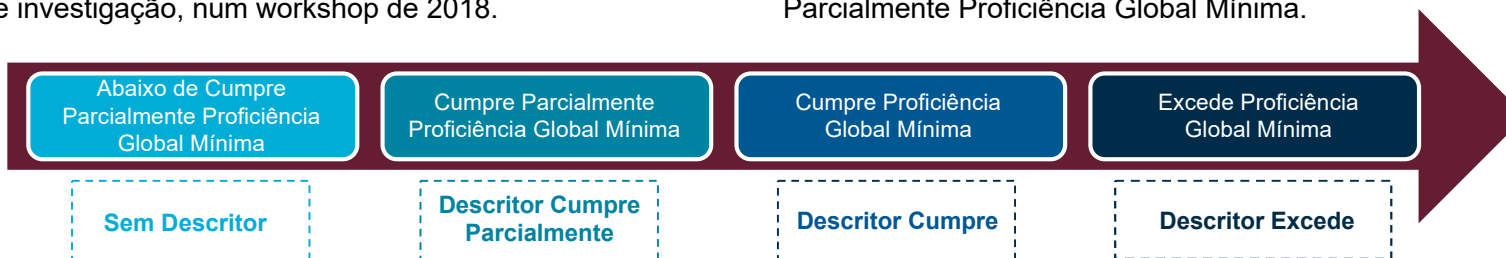 e investigação, num workshop de 2018.
Parcialmente Proficiência Global Mínima.
Abaixo de Cumpre
Parcialmente Proficiência
Global Mínima
Cumpre Parcialmente
Proficiência Global Mínima
Cumpre Proficiência
Global Mínima
Excede Proficiência
Global Mínima
Sem Descritor
Descritor Cumpre
Parcialmente
Descritor Cumpre
Descritor Excede